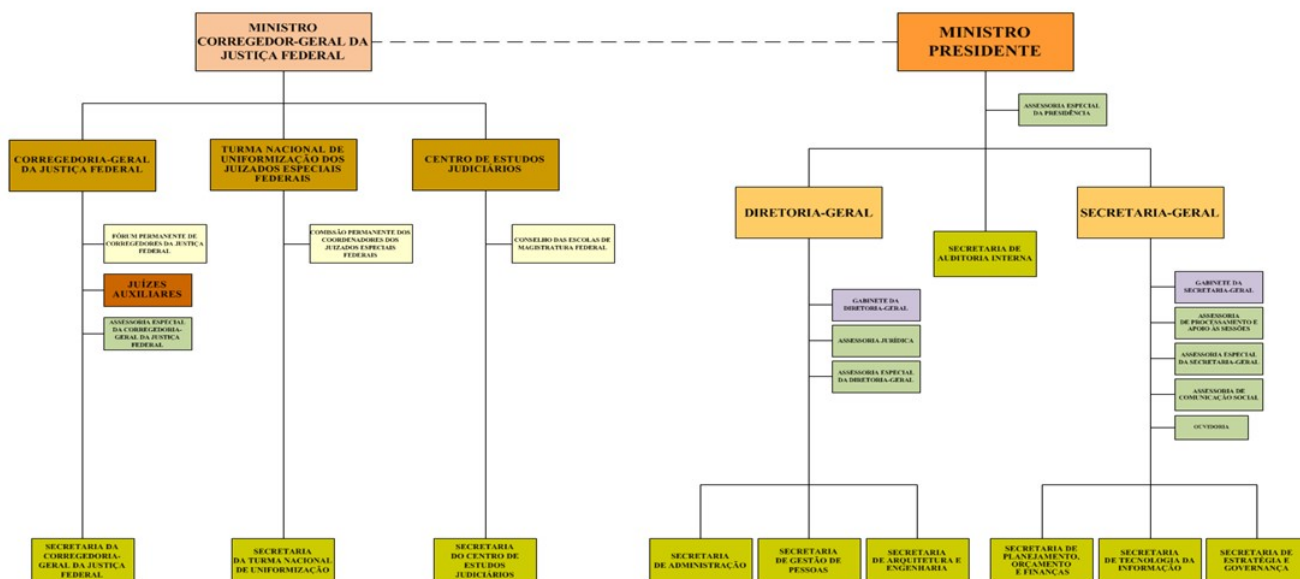 MINISTRO
CORREGEDOR-GERAL DA
JUSTIÇA FEDERAL
MINISTRO
PRESIDENTE
ASSESSORIA ESPECIAL
DA PRESIDÊNCIA
CORREGEDORIA-GERAL
DA JUSTIÇA FEDERAL
TURMA NACIONAL DE
UNIFORMIZAÇÃO DOS
JUIZADOS ESPECIAIS
FEDERAIS
CENTRO DE ESTUDOS
JUDICIÁRIOS
DIRETORIA-GERAL
SECRETARIA-GERAL
FÓRUM PERMANENTE DE
CORREGEDORES DA JUSTIÇA
FEDERAL
COMISSÃO PERMANENTE DOS
COORDENADORES DOS
JUIZADOS ESPECIAIS
FEDERAIS
CONSELHO DAS ESCOLAS DE
MAGISTRATURA FEDERAL
SECRETARIA DE
AUDITORIA INTERNA
JUÍZES
AUXILIARES
ASSESSORIA ESPECIAL
DA CORREGEDORIA-
GERAL DA JUSTIÇA
FEDERAL
GABINETE DA
DIRETORIA-GERAL
ASSESSORIA JURÍDICA
ASSESSORIA ESPECIAL
DA DIRETORIA-GERAL
GABINETE DA
SECRETARIA-GERAL
ASSESSORIA
DE PROCESSAMENTO E
APOIO ÀS SESSÕES
ASSESSORIA ESPECIAL
DA SECRETARIA-GERAL
ASSESSORIA DE
COMUNICAÇÃO SOCIAL
OUVIDORIA
SECRETARIA DA
CORREGEDORIA-
GERAL DA JUSTIÇA
FEDERAL
SECRETARIA
DA TURMA NACIONAL
DE UNIFORMIZAÇÃO
SECRETARIA
DO CENTRO DE
ESTUDOS
JUDICIÁRIOS
SECRETARIA
DE ADMINISTRAÇÃO
SECRETARIA
DE GESTÃO DE
PESSOAS
SECRETARIA
DE ARQUITETURA E
ENGENHARIA
SECRETARIA DE
PLANEJAMENTO,
ORÇAMENTO
E FINANÇAS
SECRETARIA
DE TECNOLOGIA DA
INFORMAÇÃO
SECRETARIA DE
ESTRATÉGIA E
GOVERNANÇA